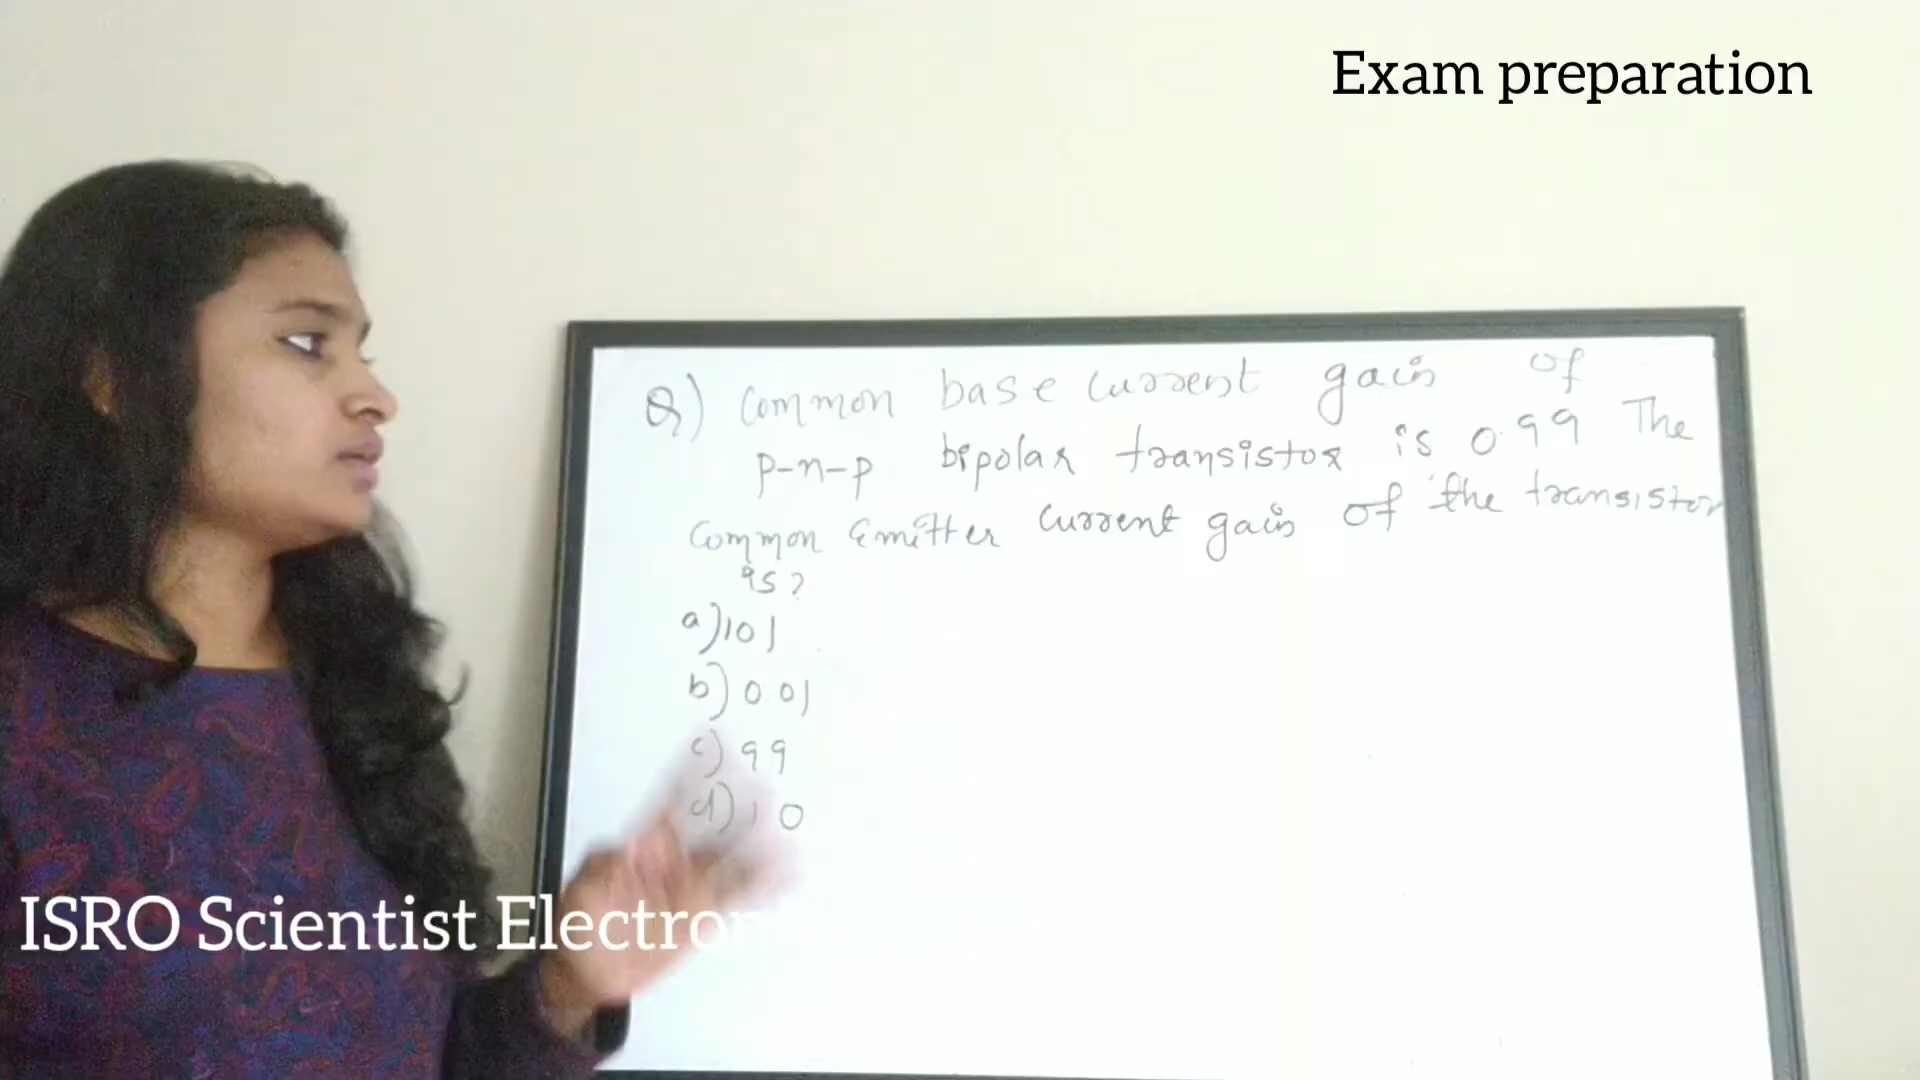 Exam preparation
Q) Common base current gain of
p-n-p bipolar transistor is 0.99 The
Common Emitter current gain of the transistor
is?
a) 101
b) 0 01
c) 99
d) 10
ISRO Scientist Electron